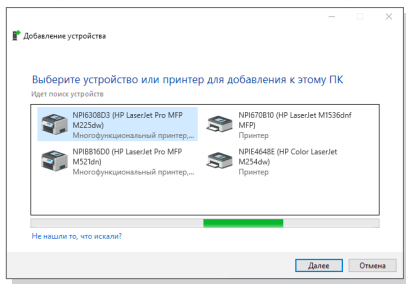 Добавление устройства
Выберите устройство или принтер для добавления к этому ПК
Идет поиск устройств
NPI6308D3 (HP LaserJet Pro MFP
M225dw)
Многофункциональный принтер,...
NPI670B10 (HP LaserJet M1536dnf
MFP)
Принтер
NPIBB16D0 (HP LaserJet Pro MFP
M521dn)
Многофункциональный принтер,...
NPIE4648E (HP Color LaserJet
M254dw)
Принтер
Не нашли то, что искали?
Далее
Отмена